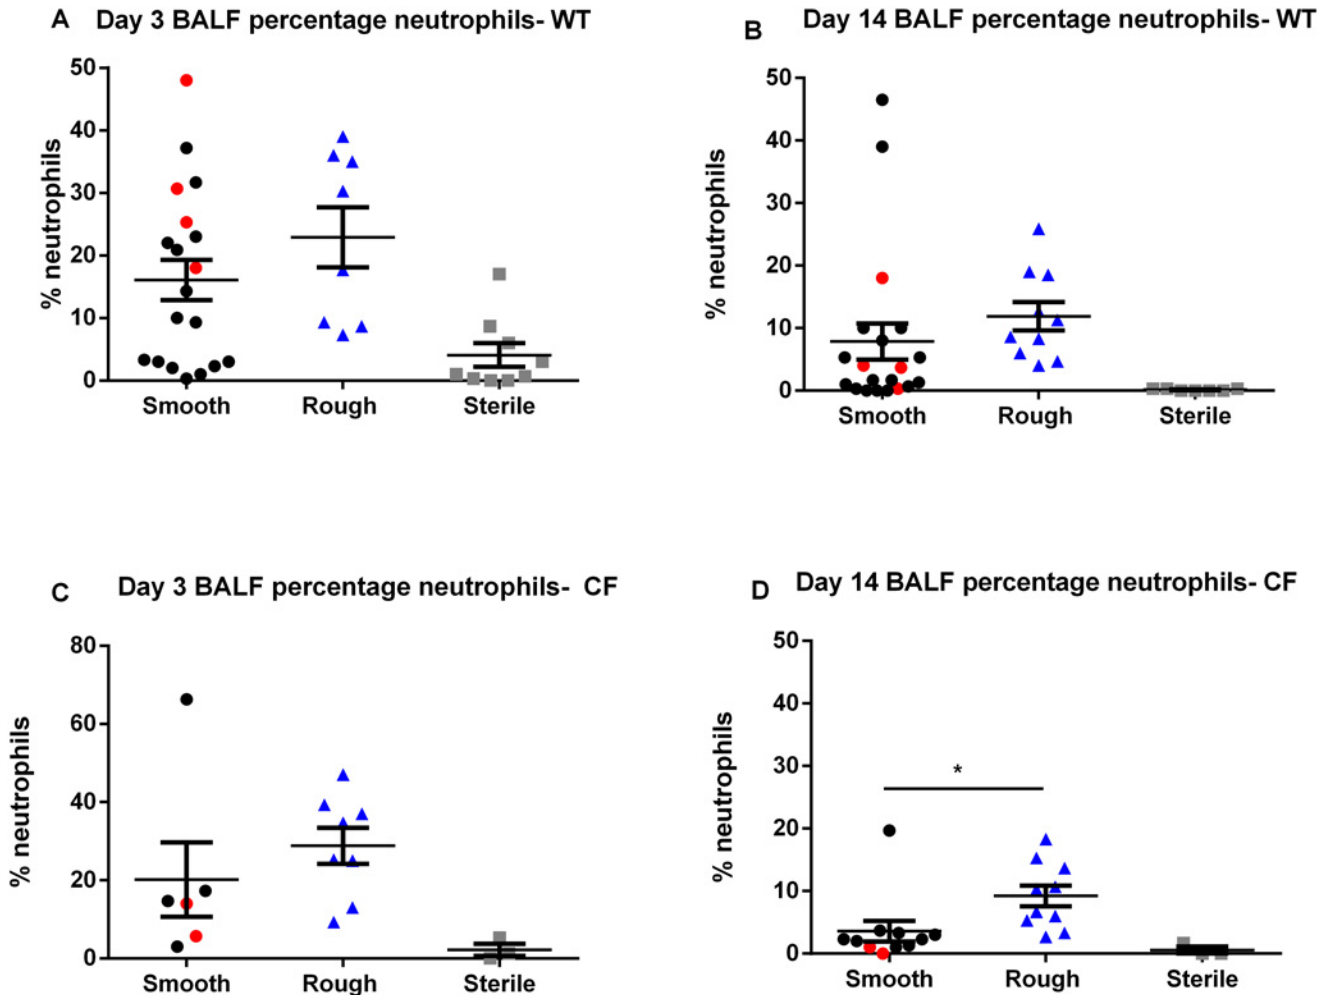 A Day 3 BALF percentage neutrophils- WT
50
40
30
20
10
0
% neutrophils
Smooth Rough Sterile
B Day 14 BALF percentage neutrophils- WT
50
40
30
20
10
0
% neutrophils
Smooth Rough Sterile
C Day 3 BALF percentage neutrophils- CF
80
60
40
20
0
% neutrophils
Smooth Rough Sterile
D Day 14 BALF percentage neutrophils- CF
50
40
30
20
10
0
% neutrophils
*
Smooth Rough Sterile